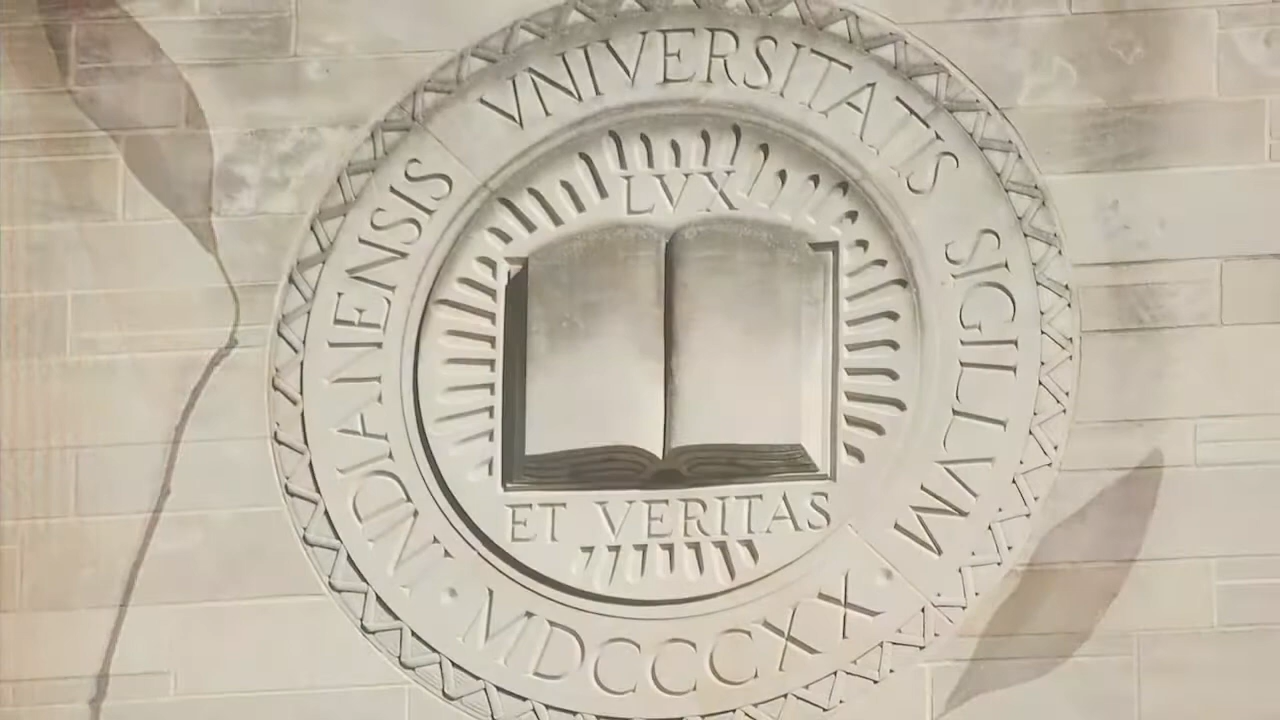 INDIANENSIS VNIVERSITATIS SIGILLVM
LVX
ET VERITAS
· MDCCCXX ·